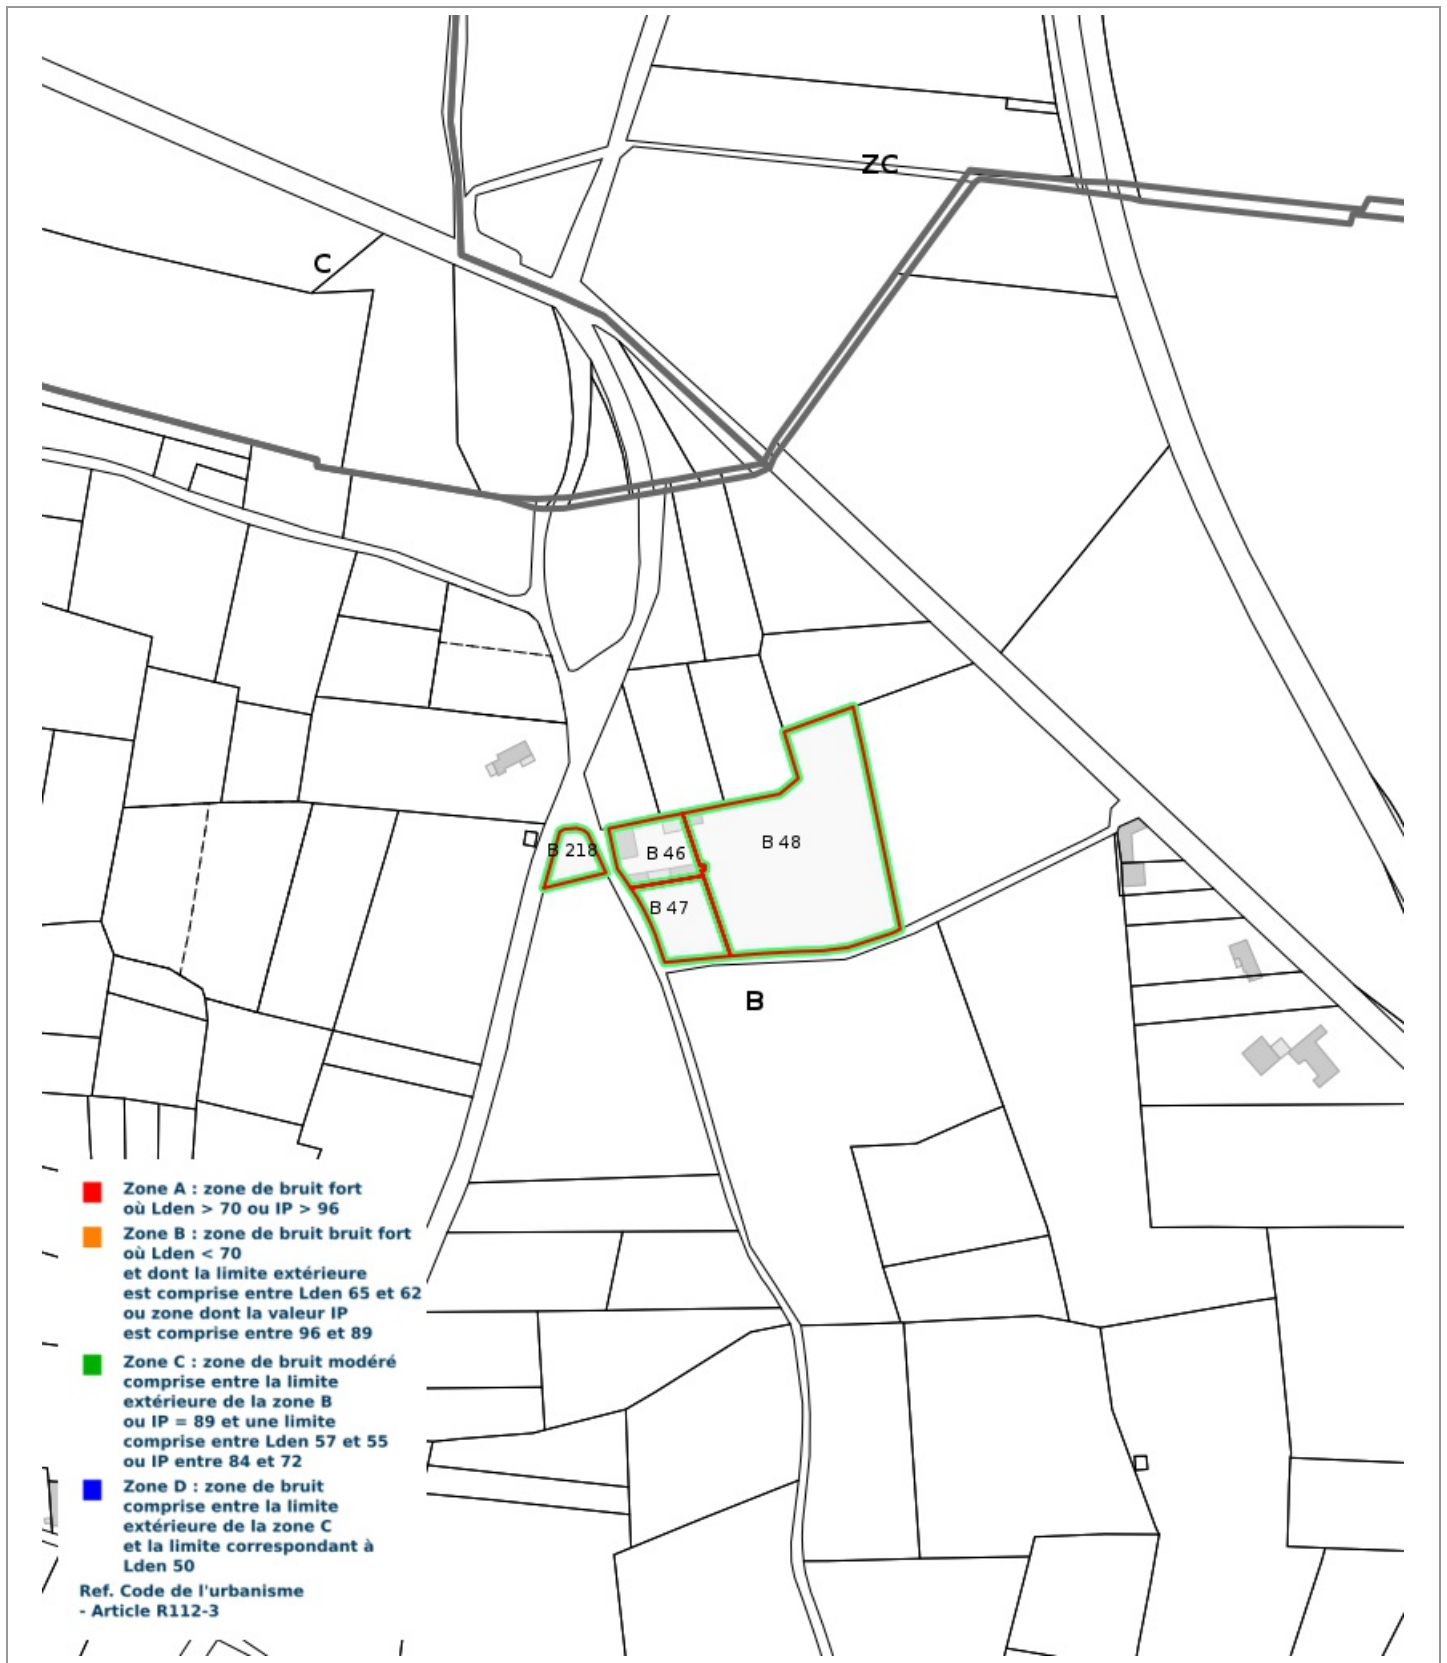 ZC
C
B 218
B 46
B 48
B 47
B
Zone A : zone de bruit fort
où Lden > 70 ou IP > 96
Zone B : zone de bruit bruit fort
où Lden < 70
et dont la limite extérieure
est comprise entre Lden 65 et 62
ou zone dont la valeur IP
est comprise entre 96 et 89
Zone C : zone de bruit modéré
comprise entre la limite
extérieure de la zone B
ou IP = 89 et une limite
comprise entre Lden 57 et 55
ou IP entre 84 et 72
Zone D : zone de bruit
comprise entre la limite
extérieure de la zone C
et la limite correspondant à
Lden 50
Ref. Code de l'urbanisme
- Article R112-3